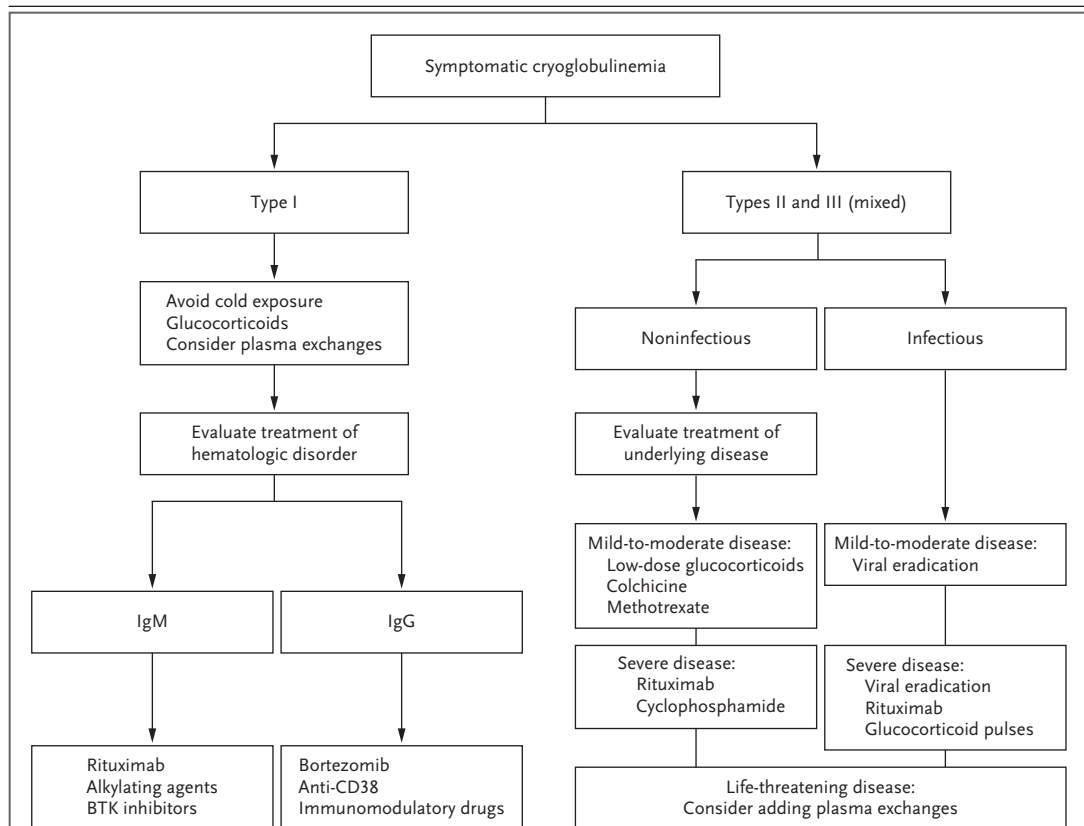 Symptomatic cryoglobulinemia
Type I
Types II and III (mixed)
Avoid cold exposure
Glucocorticoids
Consider plasma exchanges
Noninfectious
Infectious
Evaluate treatment of
hematologic disorder
Evaluate treatment of
underlying disease
Mild-to-moderate disease:
Low-dose glucocorticoids
Colchicine
Methotrexate
Mild-to-moderate disease:
Viral eradication
IgM
IgG
Severe disease:
Rituximab
Cyclophosphamide
Severe disease:
Viral eradication
Rituximab
Glucocorticoid pulses
Rituximab
Alkylating agents
BTK inhibitors
Bortezomib
Anti-CD38
Immunomodulatory drugs
Life-threatening disease:
Consider adding plasma exchanges